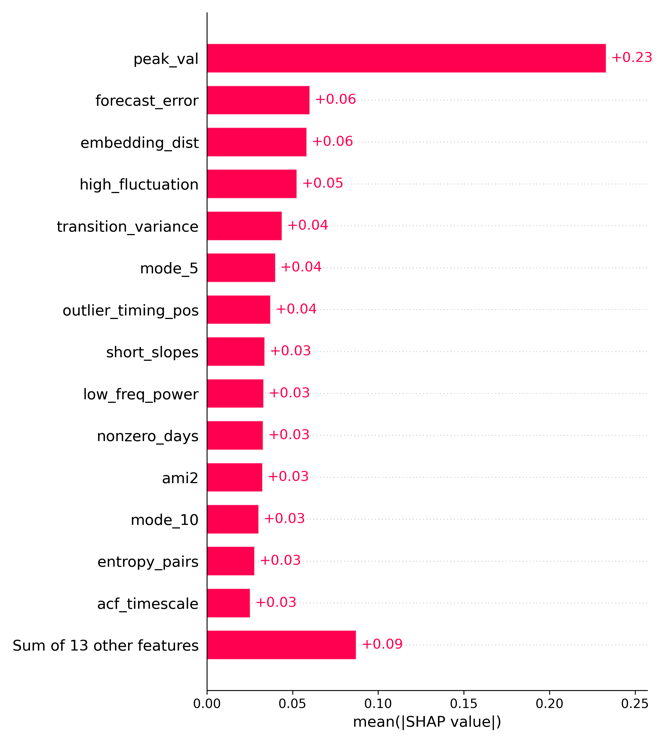 peak_val +0.23
forecast_error +0.06
embedding_dist +0.06
high_fluctuation +0.05
transition_variance +0.04
mode_5 +0.04
outlier_timing_pos +0.04
short_slopes +0.03
low_freq_power +0.03
nonzero_days +0.03
ami2 +0.03
mode_10 +0.03
entropy_pairs +0.03
acf_timescale +0.03
Sum of 13 other features +0.09
0.00 0.05 0.10 0.15 0.20 0.25
mean(|SHAP value|)